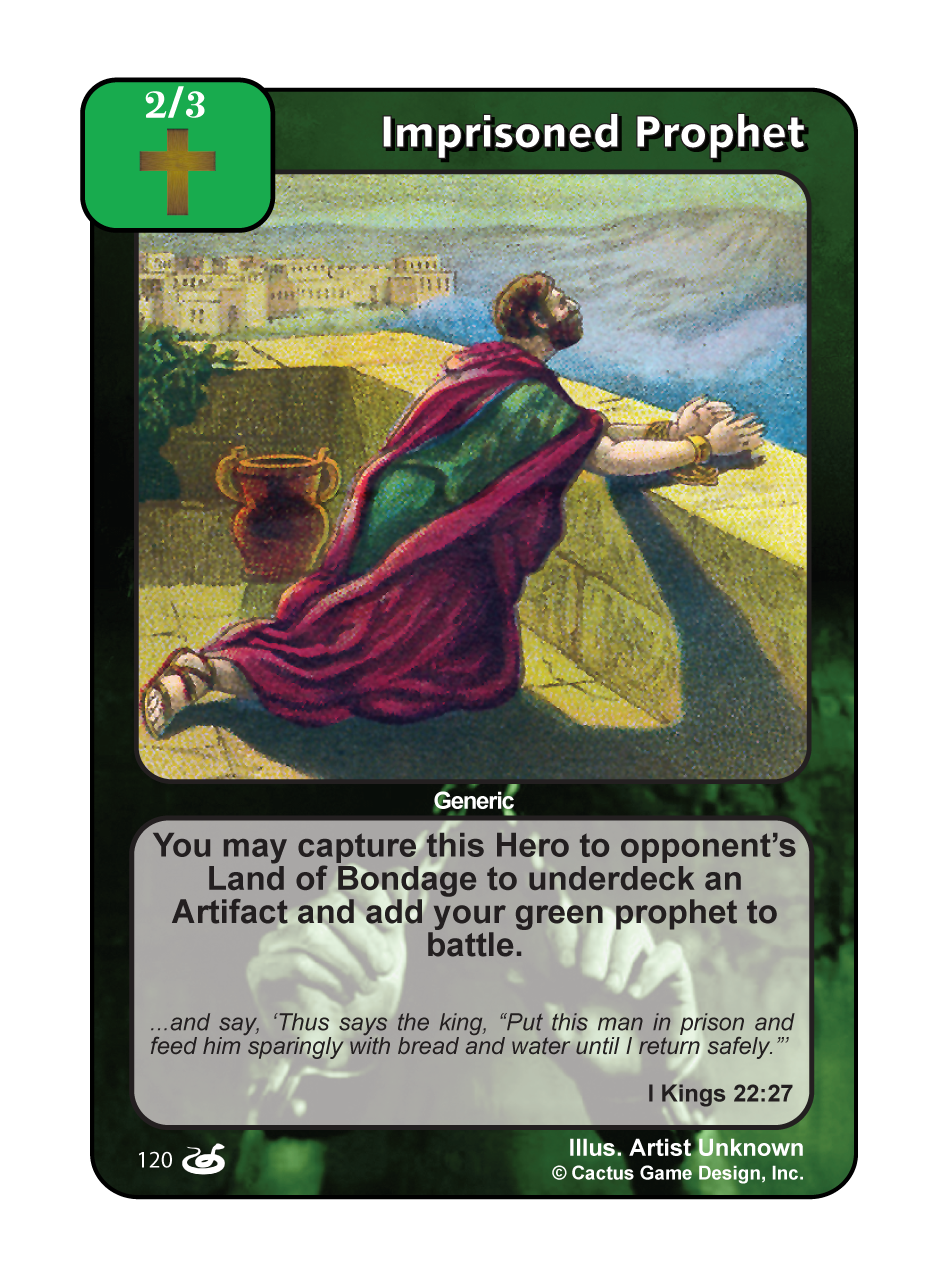 2/3
Imprisoned Prophet
Generic
You may capture this Hero to opponent’s
Land of Bondage to underdeck an
Artifact and add your green prophet to
battle.
...and say, ‘Thus says the king, “Put this man in prison and
feed him sparingly with bread and water until I return safely.”’
I Kings 22:27
120
Illus. Artist Unknown
© Cactus Game Design, Inc.